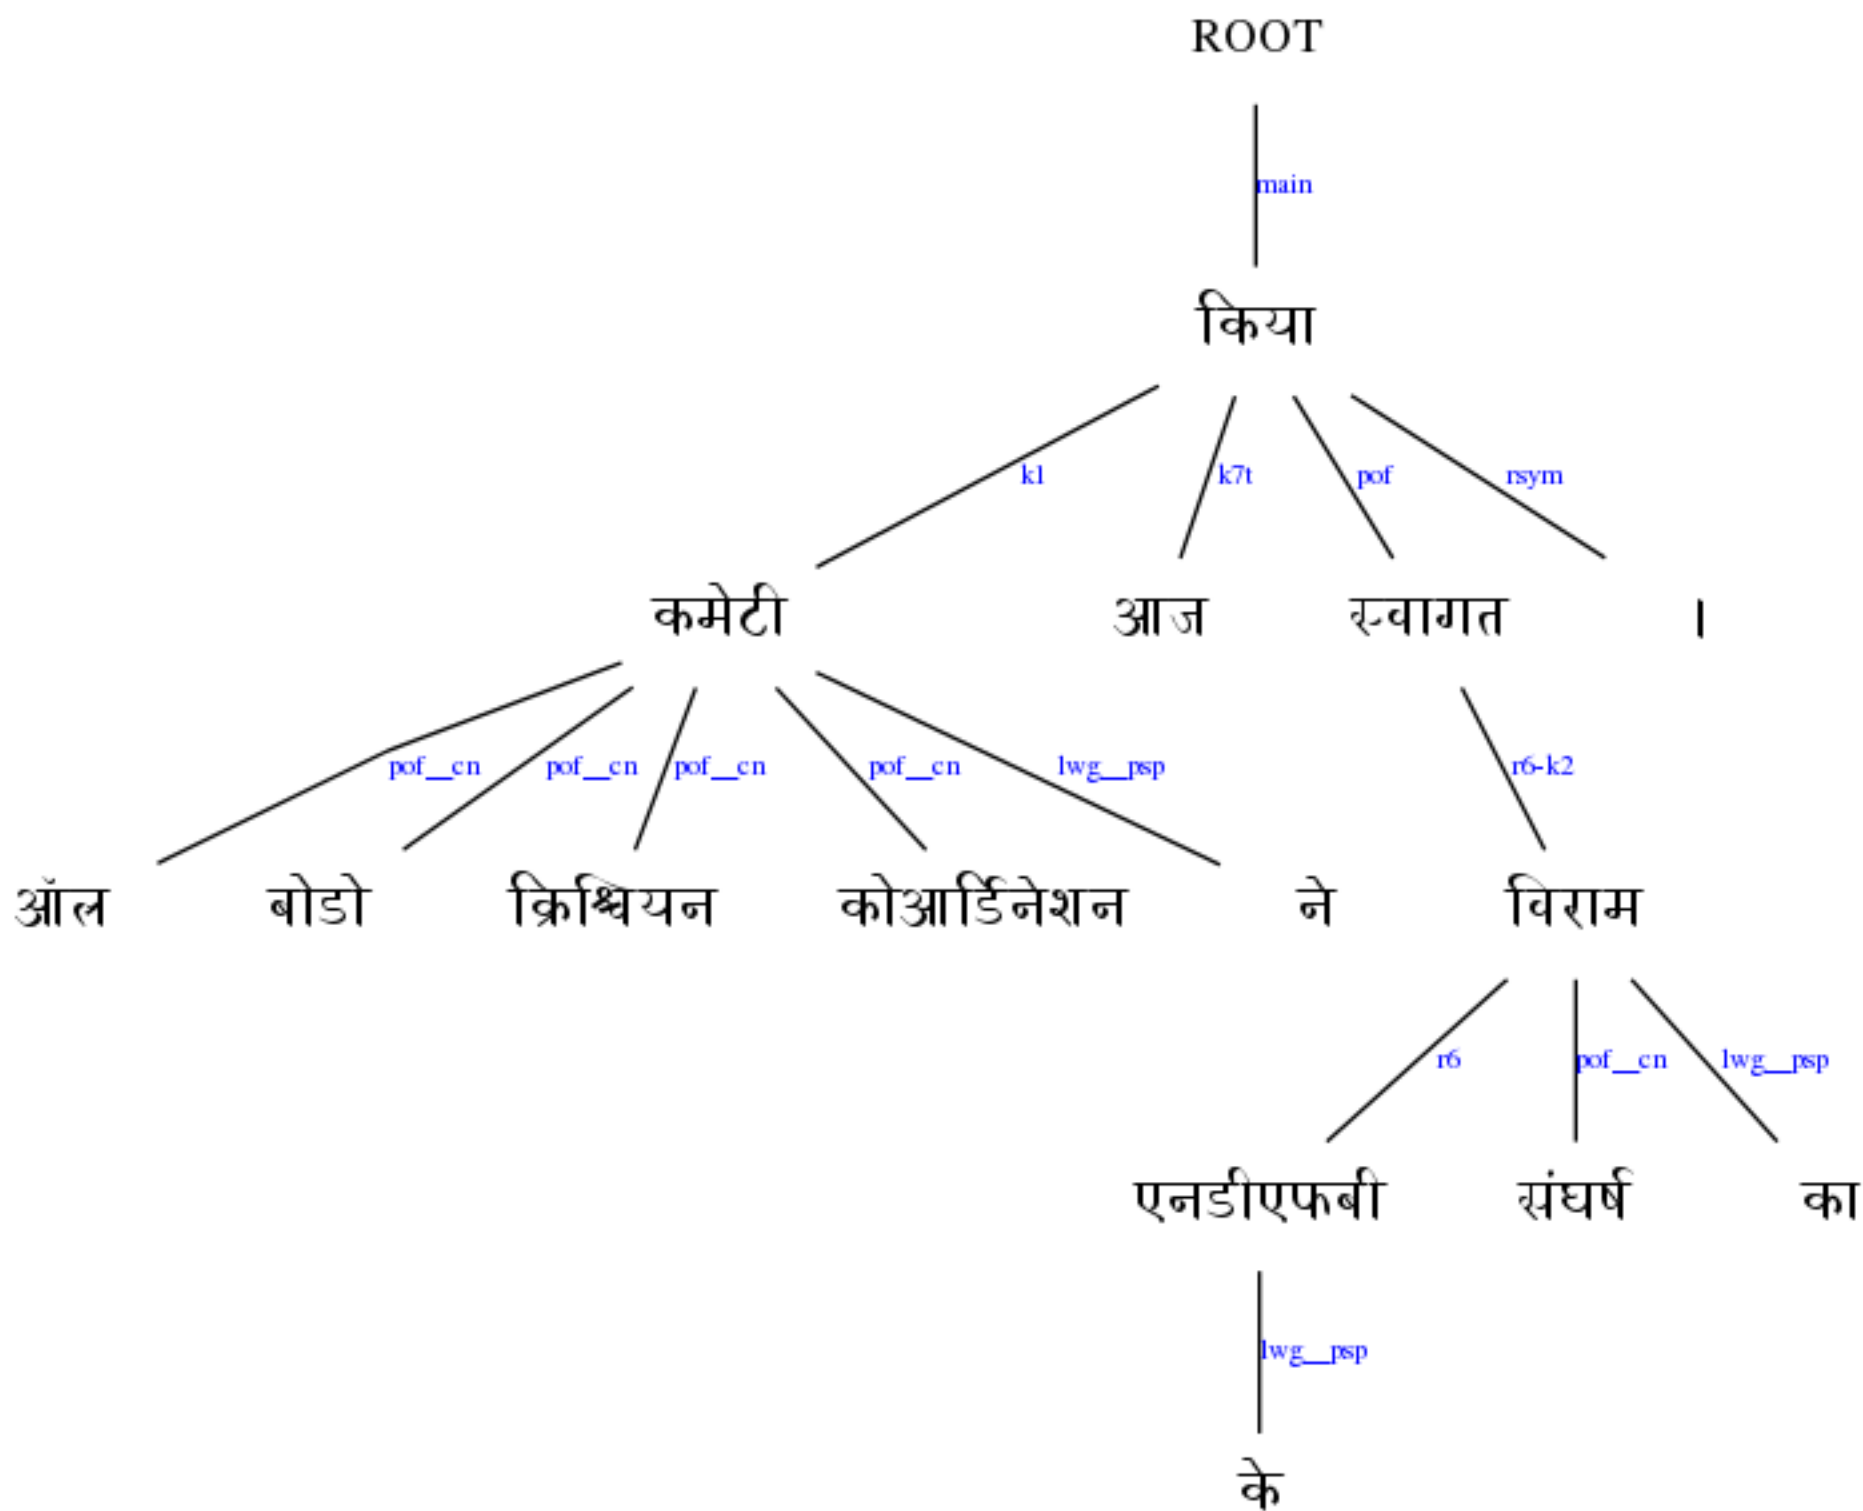 ROOT
main
किया
k1 k7t pof rsym
कमेटी आज स्वागत ।
pof__cn pof__cn pof__cn pof__cn lwg__psp r6-k2
ऑल बोडो क्रिश्चियन कोआर्डिनेशन ने विराम
r6 pof__cn lwg__psp
एनडीएफबी संघर्ष का
lwg__psp
के